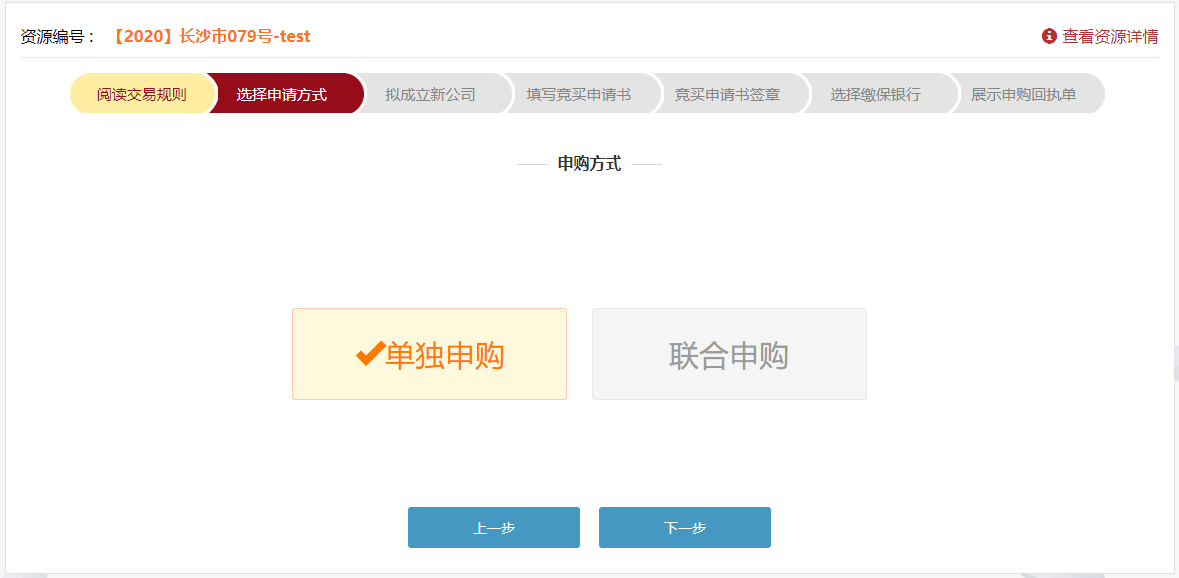 资源编号： 【2020】长沙市079号-test 查看资源详情
阅读交易规则 选择申请方式 拟成立新公司 填写竞买申请书 竞买申请书签章 选择缴保银行 展示申购回执单
申购方式
单独申购 联合申购
上一步 下一步